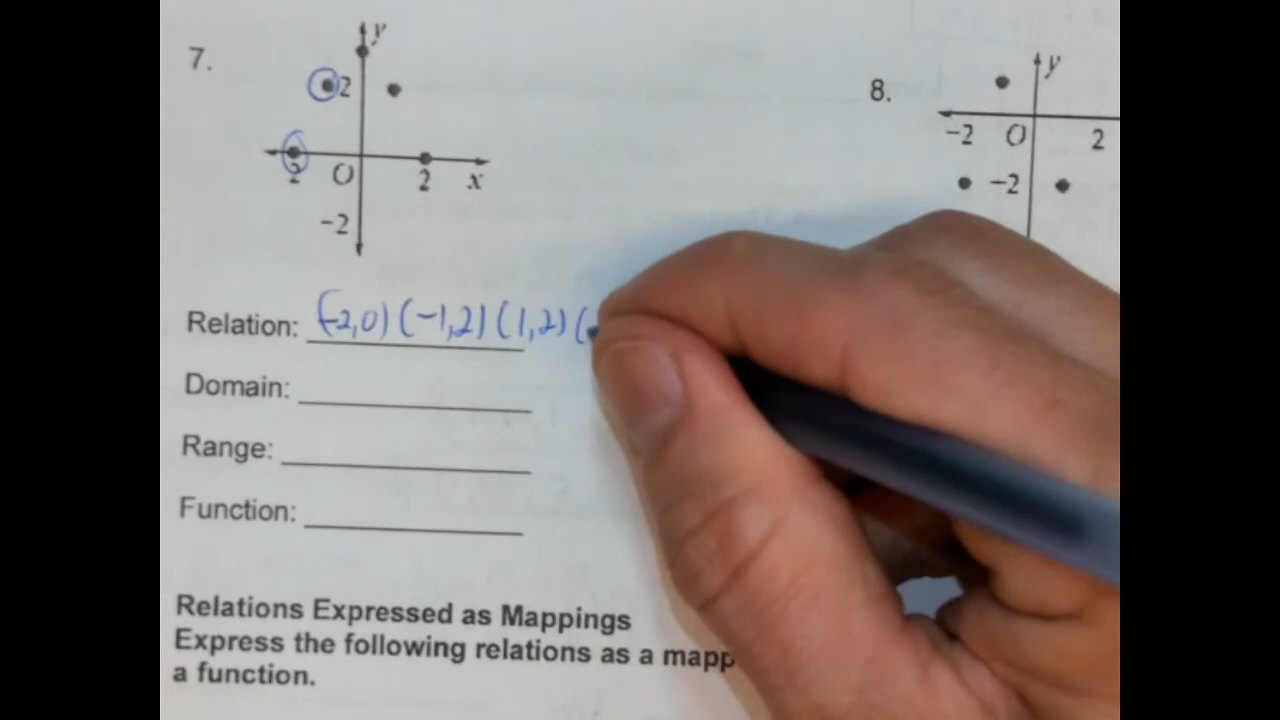 7.
y
2
2
O
2
x
-2
8.
y
-2
O
2
-2
Relation: (-2,0) (-1,2) (1,2) (
Domain:
Range:
Function:
Relations Expressed as Mappings
Express the following relations as a mapp
a function.